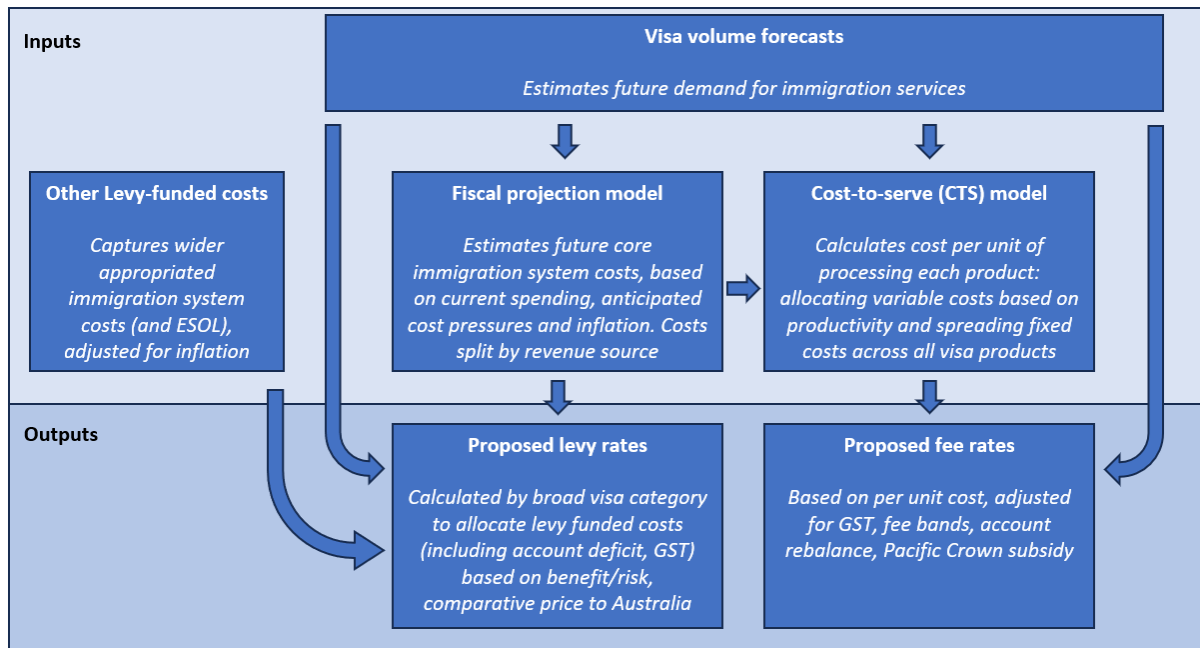 Inputs
Visa volume forecasts
Estimates future demand for immigration services
Other Levy-funded costs
Captures wider
appropriated
immigration system
costs (and ESOL),
adjusted for inflation
Fiscal projection model
Estimates future core
immigration system costs, based
on current spending, anticipated
cost pressures and inflation. Costs
split by revenue source
Cost-to-serve (CTS) model
Calculates cost per unit of
processing each product:
allocating variable costs based on
productivity and spreading fixed
costs across all visa products
Outputs
Proposed levy rates
Calculated by broad visa category
to allocate levy funded costs
(including account deficit, GST)
based on benefit/risk,
comparative price to Australia
Proposed fee rates
Based on per unit cost, adjusted
for GST, fee bands, account
rebalance, Pacific Crown subsidy